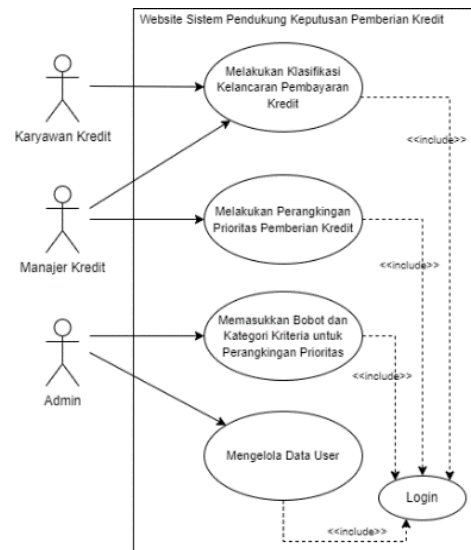 Website Sistem Pendukung Keputusan Pemberian Kredit
Melakukan Klasifikasi
Kelancaran Pembayaran
Kredit
Karyawan Kredit
<<include>>
Melakukan Perangkingan
Prioritas Pemberian Kredit
Manajer Kredit
<<include>>
Memasukkan Bobot dan
Kategori Kriteria untuk
Perangkingan Prioritas
<<include>>
Admin
Mengelola Data User
Login
<<include>>